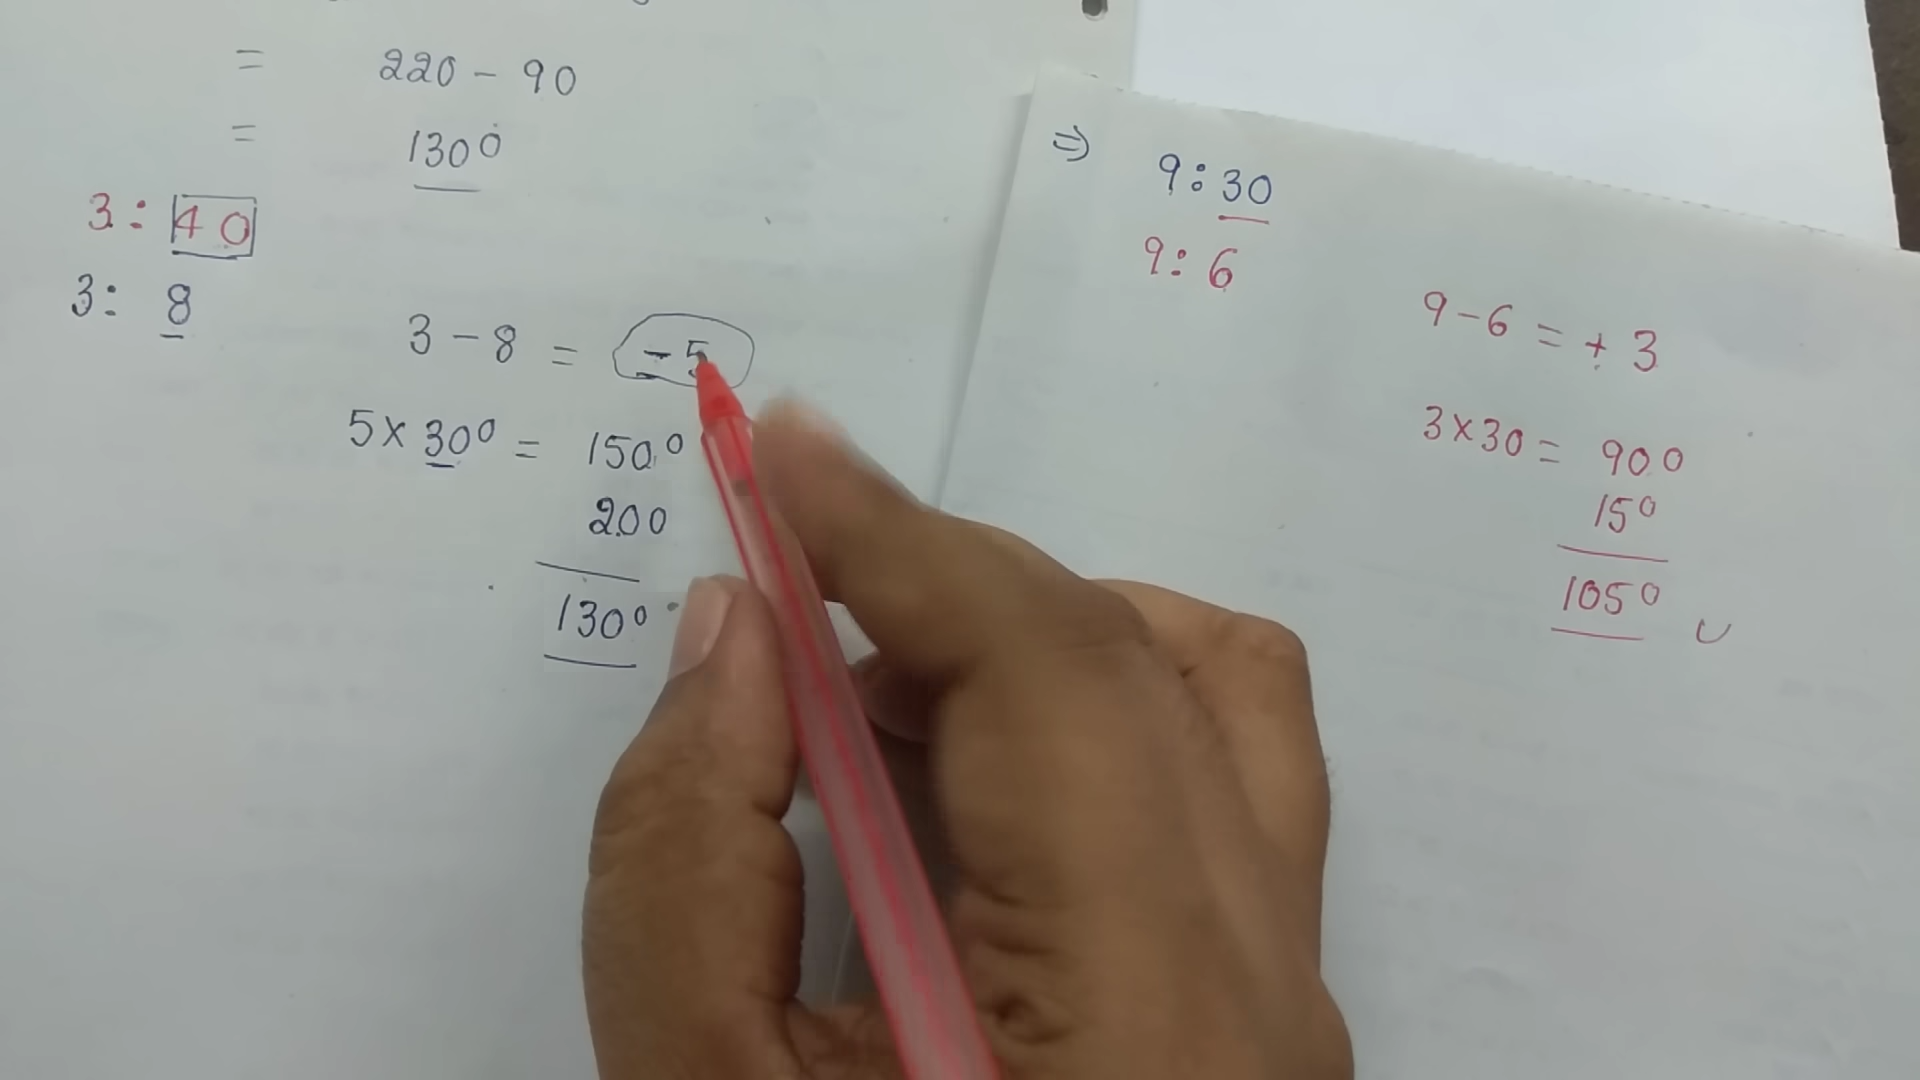 = 220 - 90
= 130°
3 : 40
3 : 8
3 - 8 = - 5
5 x 30° = 150°
200
130°
⇒ 9 : 30
9 : 6
9 - 6 = + 3
3 x 30 = 90°
15°
105°